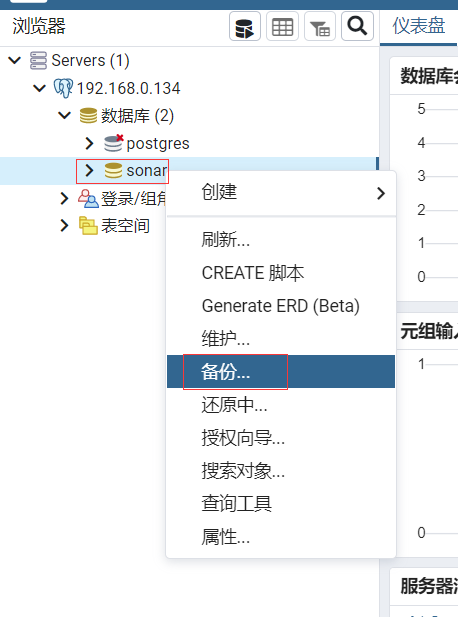 浏览器
仪表盘
Servers (1)
192.168.0.134
数据库 (2)
postgres
sonar
登录/组角
表空间
创建
刷新...
CREATE 脚本
Generate ERD (Beta)
维护...
备份...
还原中...
授权向导...
搜索对象...
查询工具
属性...
数据库会
5
4
3
2
1
0
元组输入
1
0
服务器活